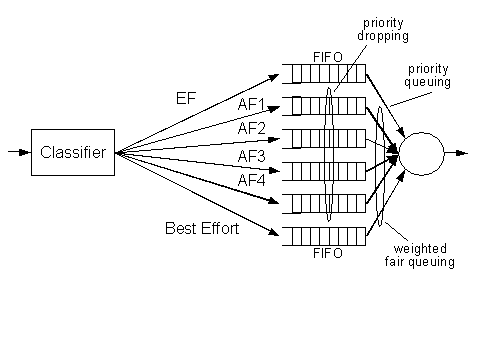 priority
dropping
FIFO
priority
queuing
EF
AF1
AF2
Classifier
AF3
AF4
Best Effort
FIFO
weighted
fair queuing